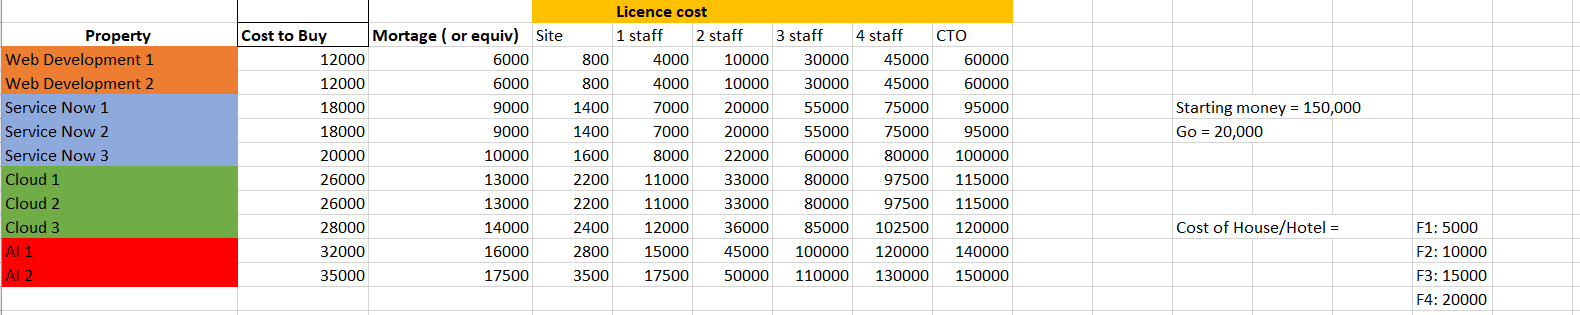 Licence cost
Property Cost to Buy Mortage ( or equiv) Site 1 staff 2 staff 3 staff 4 staff CTO
Web Development 1 12000 6000 800 4000 10000 30000 45000 60000
Web Development 2 12000 6000 800 4000 10000 30000 45000 60000
Service Now 1 18000 9000 1400 7000 20000 55000 75000 95000 Starting money = 150,000
Service Now 2 18000 9000 1400 7000 20000 55000 75000 95000 Go = 20,000
Service Now 3 20000 10000 1600 8000 22000 60000 80000 100000
Cloud 1 26000 13000 2200 11000 33000 80000 97500 115000
Cloud 2 26000 13000 2200 11000 33000 80000 97500 115000
Cloud 3 28000 14000 2400 12000 36000 85000 102500 120000 Cost of House/Hotel = F1: 5000
AI 1 32000 16000 2800 15000 45000 100000 120000 140000 F2: 10000
AI 2 35000 17500 3500 17500 50000 110000 130000 150000 F3: 15000
F4: 20000